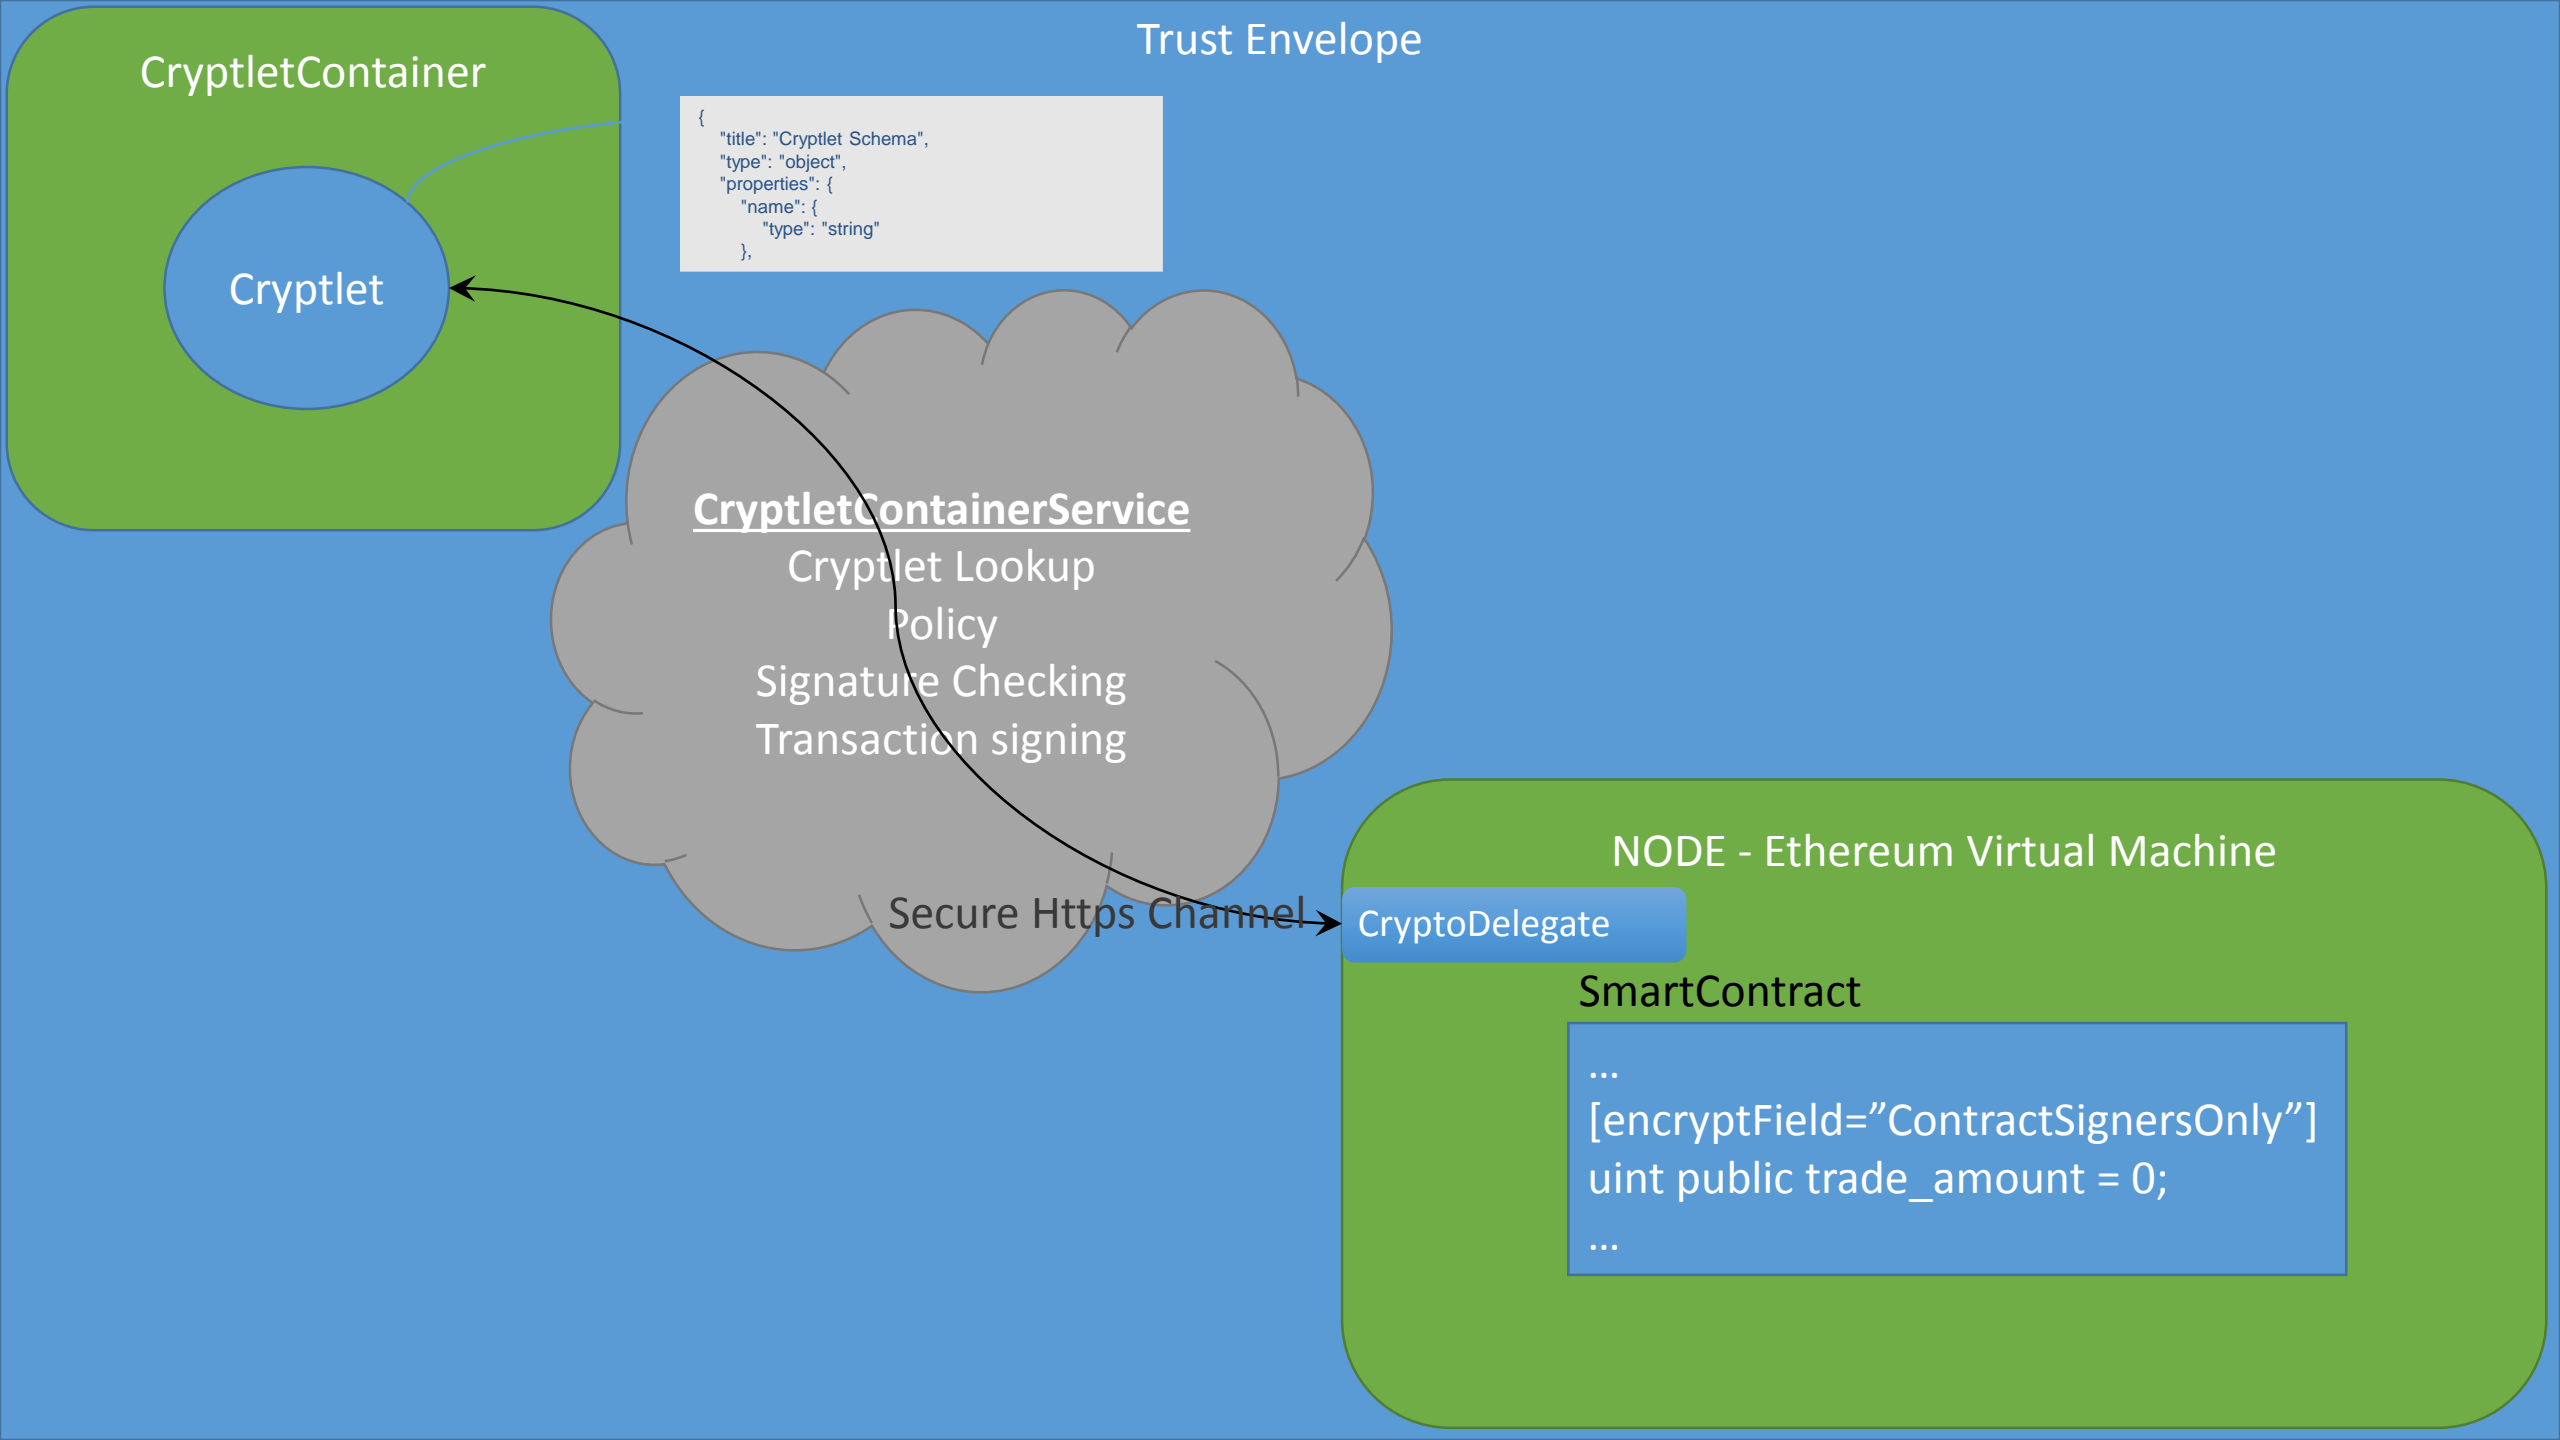 Trust Envelope
CryptletContainer
{
"title": "Cryptlet Schema",
"type": "object",
"properties": {
"name": {
"type": "string"
},
Cryptlet
CryptletContainerService
Cryptlet Lookup
Policy
Signature Checking
Transaction signing
Secure Https Channel
NODE - Ethereum Virtual Machine
CryptoDelegate
SmartContract
...
[encryptField=”ContractSignersOnly”]
uint public trade_amount = 0;
...